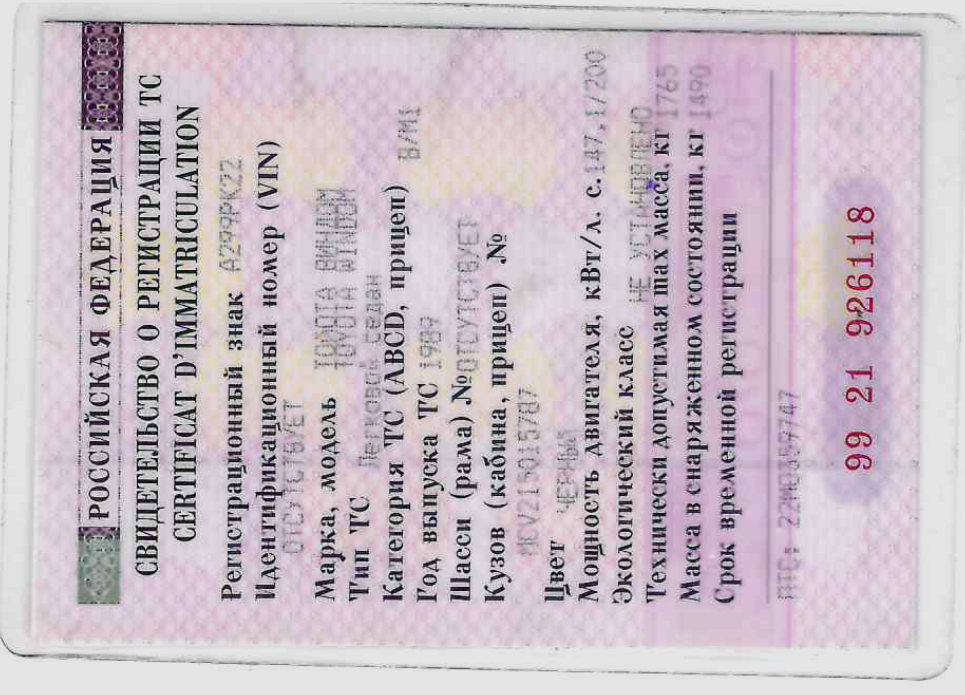 РОССИЙСКАЯ ФЕДЕРАЦИЯ
СВИДЕТЕЛЬСТВО О РЕГИСТРАЦИИ ТС
CERTIFICAT D'IMMATRICULATION
Регистрационный знак А299РК22
Идентификационный номер (VIN)
ОТСУТСТВУЕТ
Марка, модель ТОЙОТА ВИНДОМ
TOYOTA WINDOM
Тип ТС Легковой седан
Категория ТС (ABCD, прицеп) B/M1
Год выпуска ТС
Шасси (рама) № ОТСУТСТВУЕТ
Кузов (кабина, прицеп) №
MCV215015787
Цвет ЧЕРНЫЙ
Мощность двигателя, кВт/л. с. 147.1/200
Экологический класс НЕ УСТАНОВЛЕНО
Технически допустимая max масса, кг 1765
Масса в снаряженном состоянии, кг 1490
Срок временной регистрации
ПТС: 22МО359747
99 21 926118